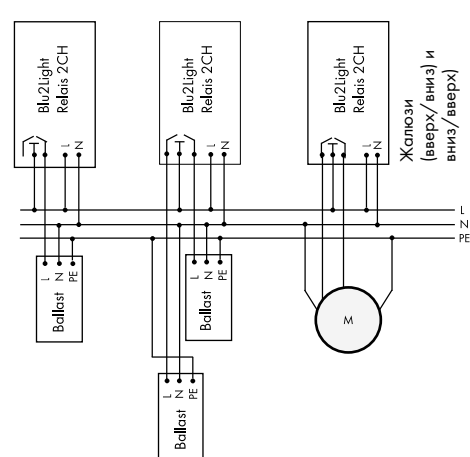 Blu2Light
Relais 2CH
L
N
Blu2Light
Relais 2CH
L
N
Blu2Light
Relais 2CH
L
N
Жалюзи
(вверх/вниз) и
вниз/вверх)
L
N
PE
L
N
PE
Ballast
L
N
PE
Ballast
M
L
N
PE
Ballast